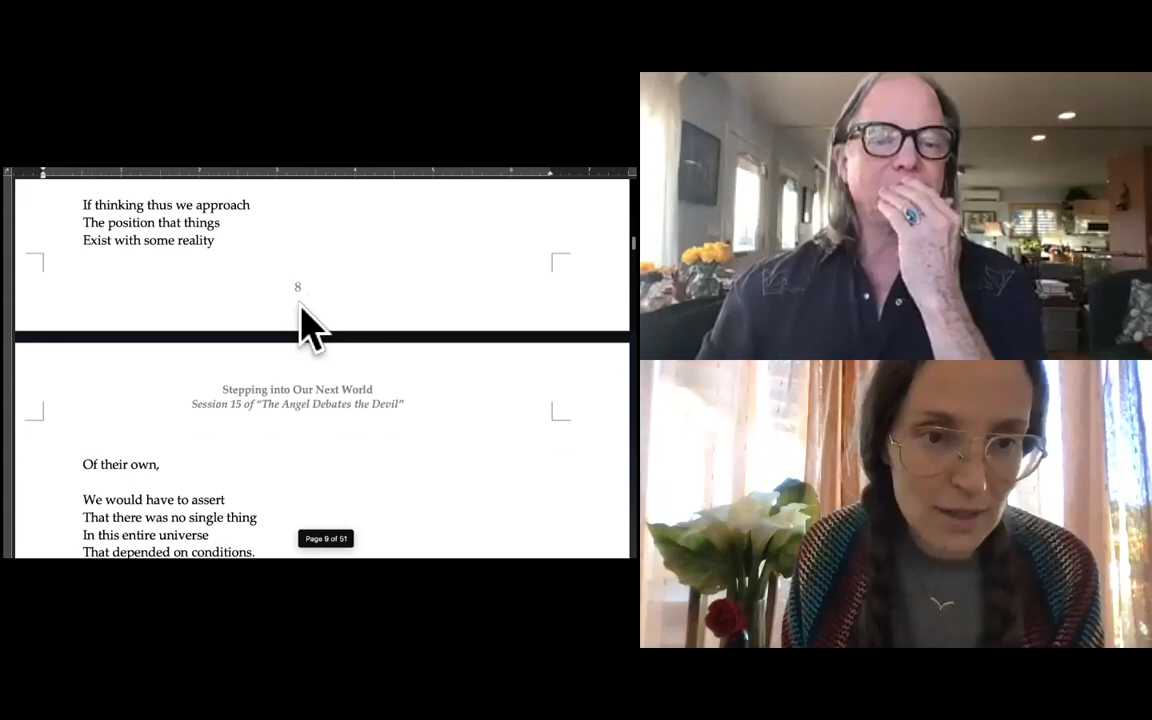 If thinking thus we approach
The position that things
Exist with some reality
8
Stepping into Our Next World
Session 15 of “The Angel Debates the Devil”
Of their own,
We would have to assert
That there was no single thing
In this entire universe
That depended on conditions.
Page 9 of 51